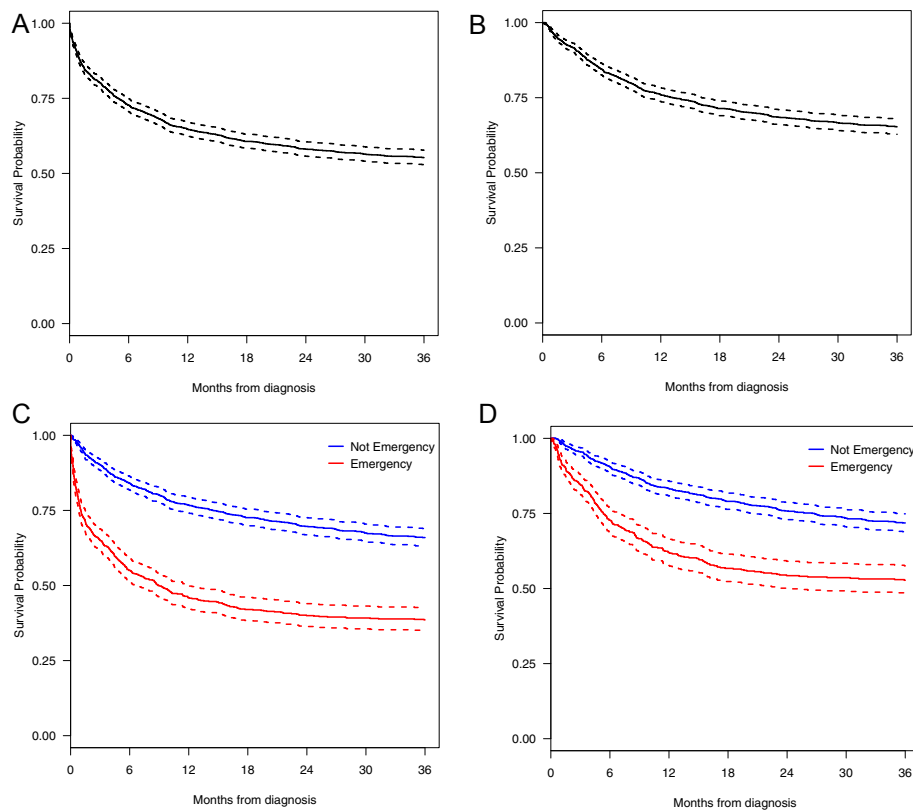 A
1.00
0.75
0.50
0.25
0.00
Survival Probability
0 6 12 18 24 30 36
Months from diagnosis
B
1.00
0.75
0.50
0.25
0.00
Survival Probability
0 6 12 18 24 30 36
Months from diagnosis
C
1.00
0.75
0.50
0.25
0.00
Survival Probability
Not Emergency
Emergency
0 6 12 18 24 30 36
Months from diagnosis
D
1.00
0.75
0.50
0.25
0.00
Survival Probability
Not Emergency
Emergency
0 6 12 18 24 30 36
Months from diagnosis